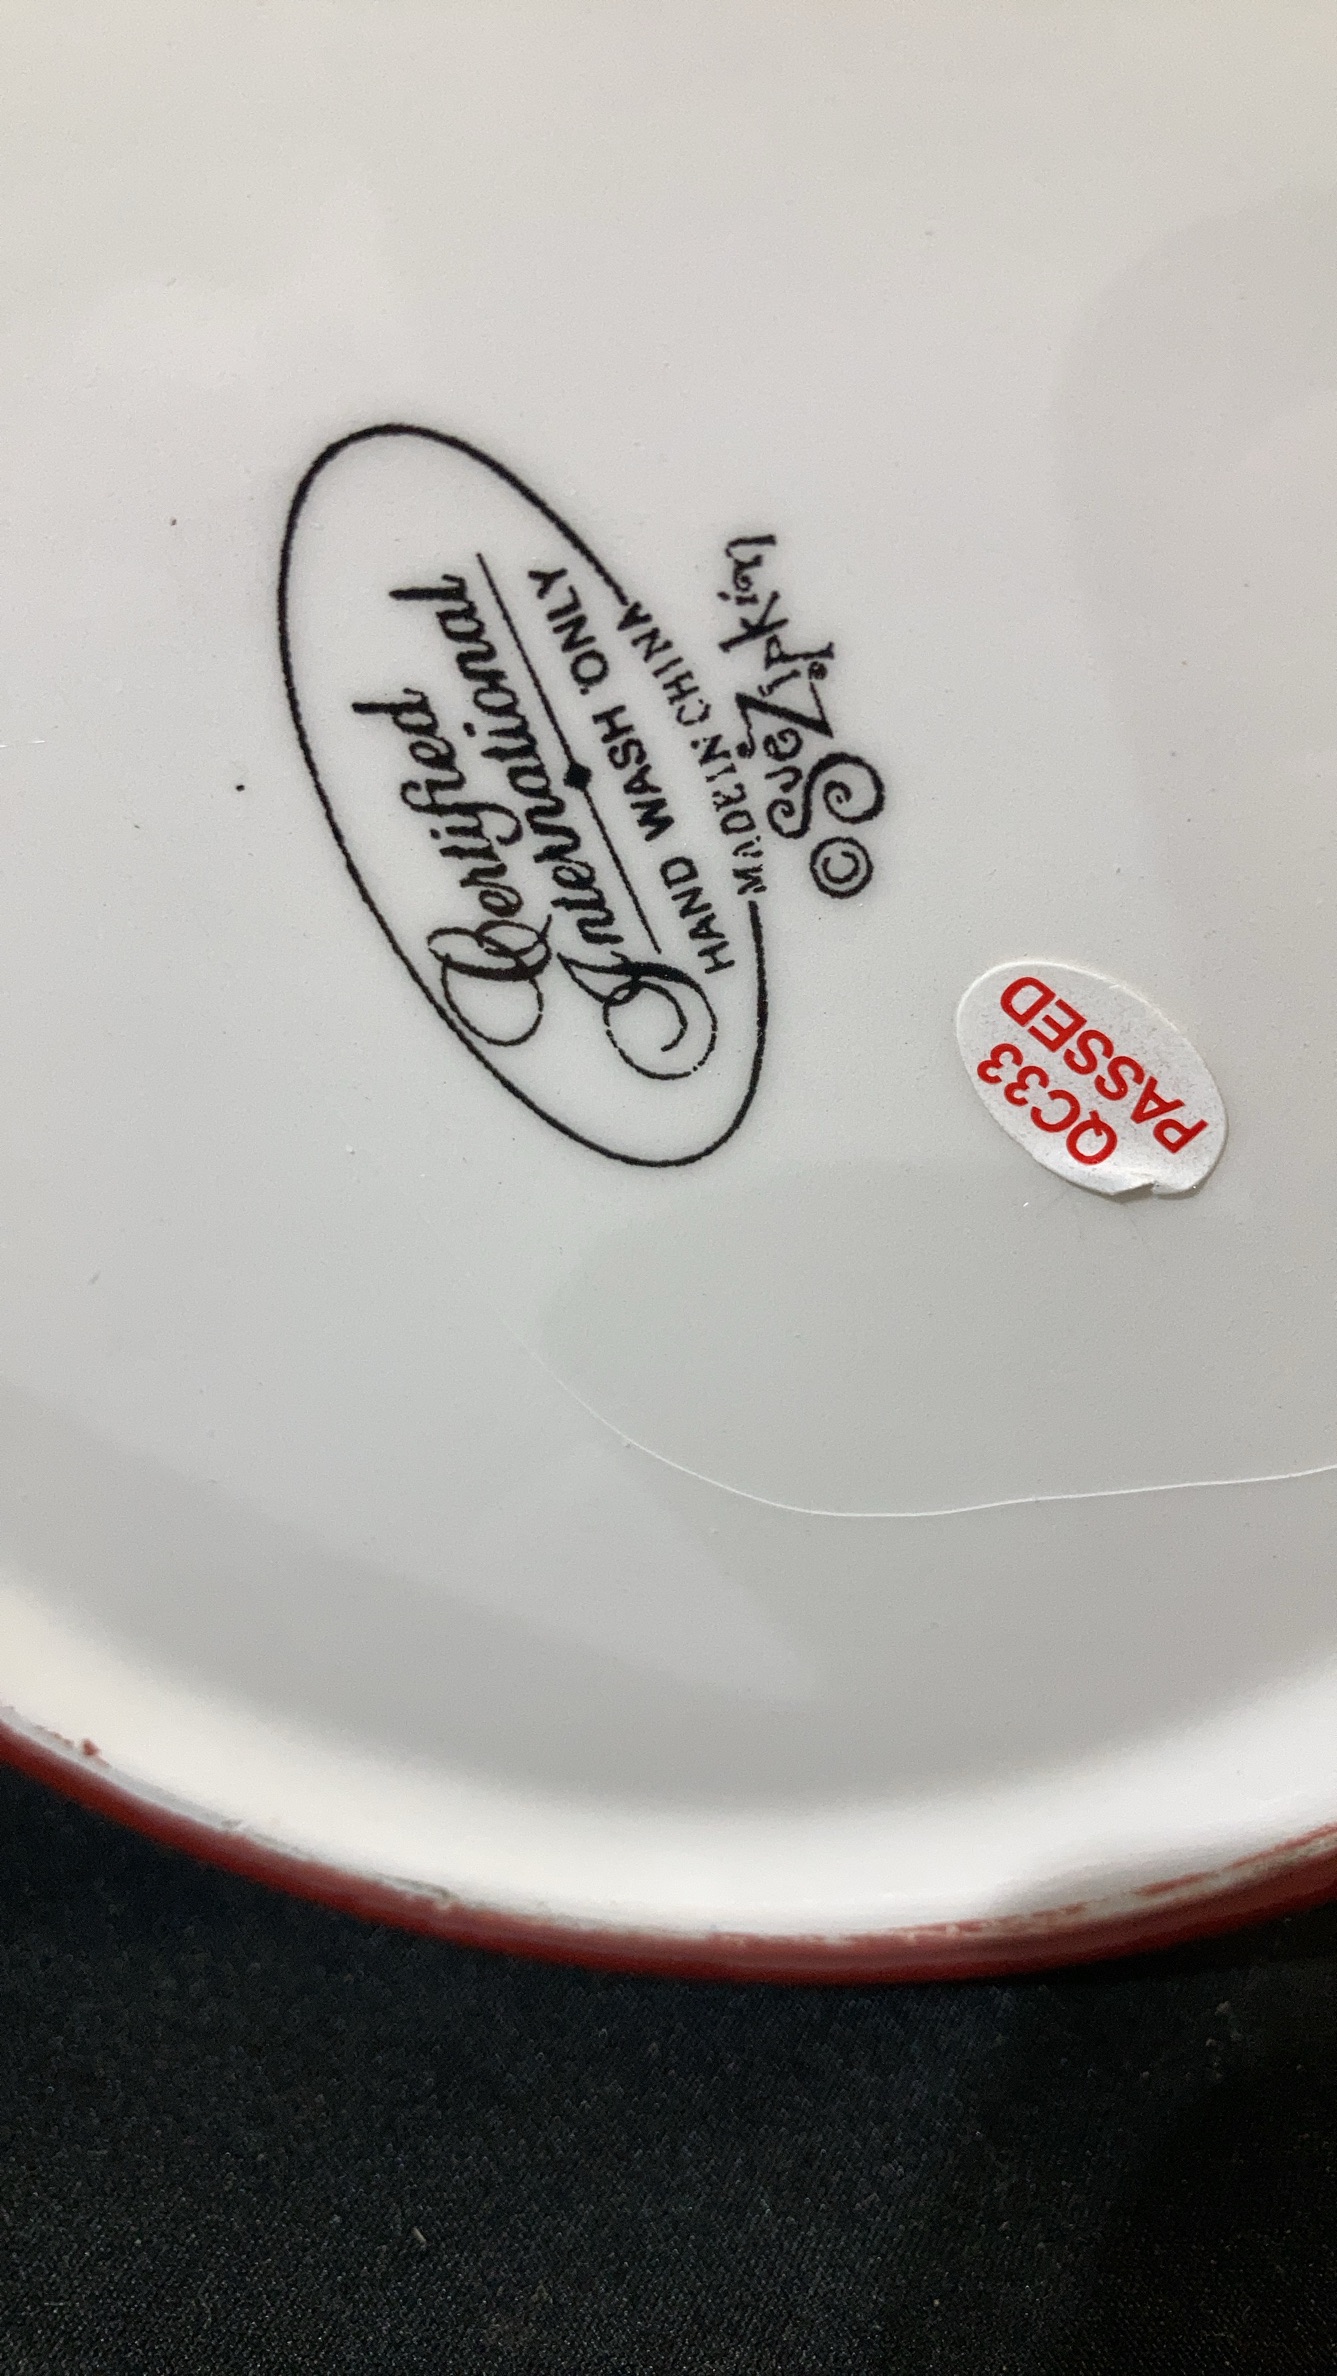 Certified
International
HAND WASH ONLY
MADE IN CHINA
© Sue Zipkin
QC33
PASSED